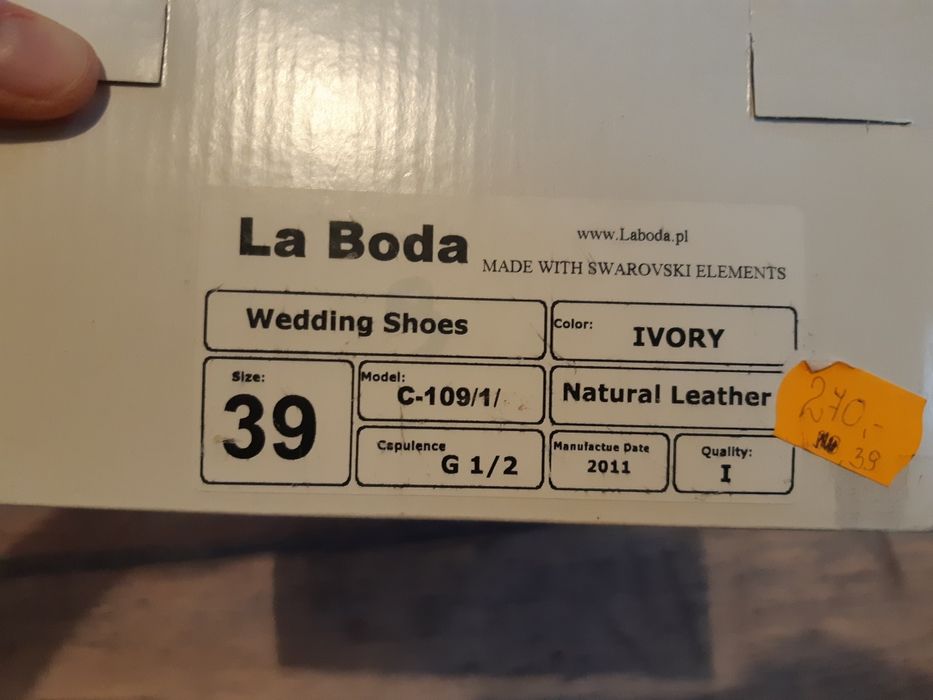 La Boda
www.Laboda.pl
MADE WITH SWAROVSKI ELEMENTS
Wedding Shoes
Color:
IVORY
Size:
39
Model:
C-109/1/
Natural Leather
Capulence
G 1/2
Manufactue Date
2011
Quality:
I
270,-
39